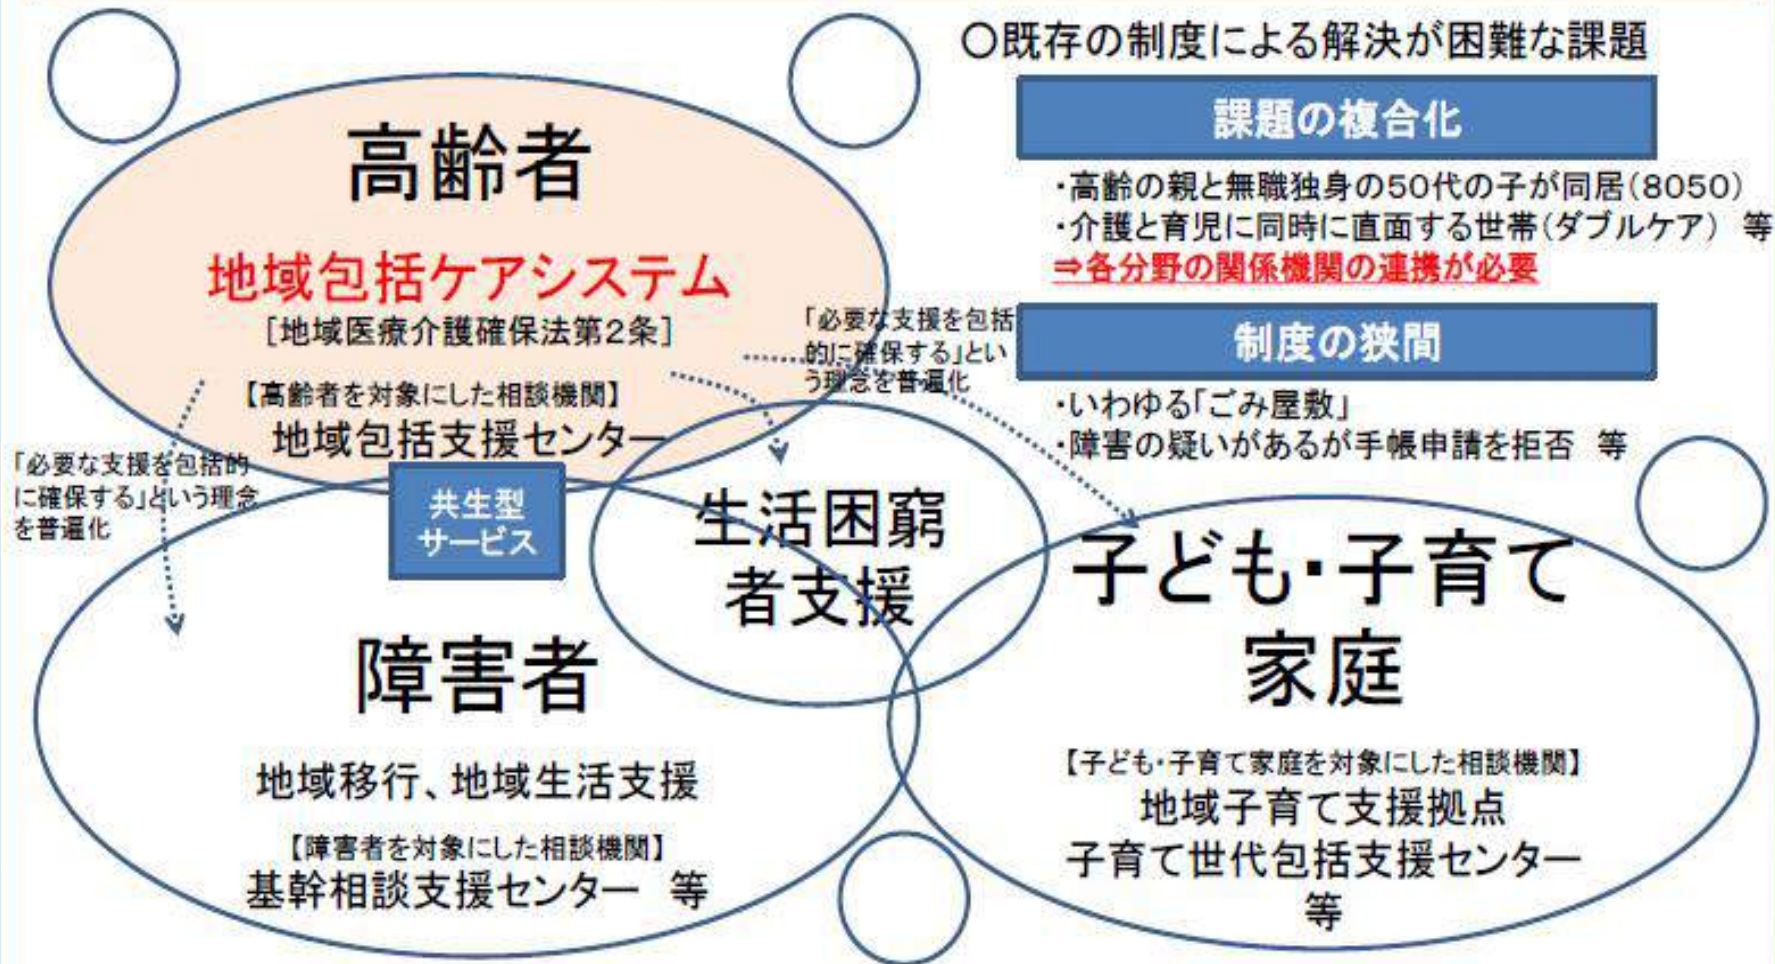 高齢者
地域包括ケアシステム
[地域医療介護確保法第2条]
【高齢者を対象にした相談機関】
地域包括支援センター
「必要な支援を包括的
に確保する」という理念
を普遍化
共生型
サービス
「必要な支援を包括
的に確保する」とい
う理念を普遍化
生活困窮
者支援
障害者
地域移行、地域生活支援
【障害者を対象にした相談機関】
基幹相談支援センター 等
〇既存の制度による解決が困難な課題
課題の複合化
・高齢の親と無職独身の50代の子が同居(8050)
・介護と育児に同時に直面する世帯(ダブルケア) 等
⇒各分野の関係機関の連携が必要
制度の狭間
・いわゆる「ごみ屋敷」
・障害の疑いがあるが手帳申請を拒否 等
子ども・子育て
家庭
【子ども・子育て家庭を対象にした相談機関】
地域子育て支援拠点
子育て世代包括支援センター
等